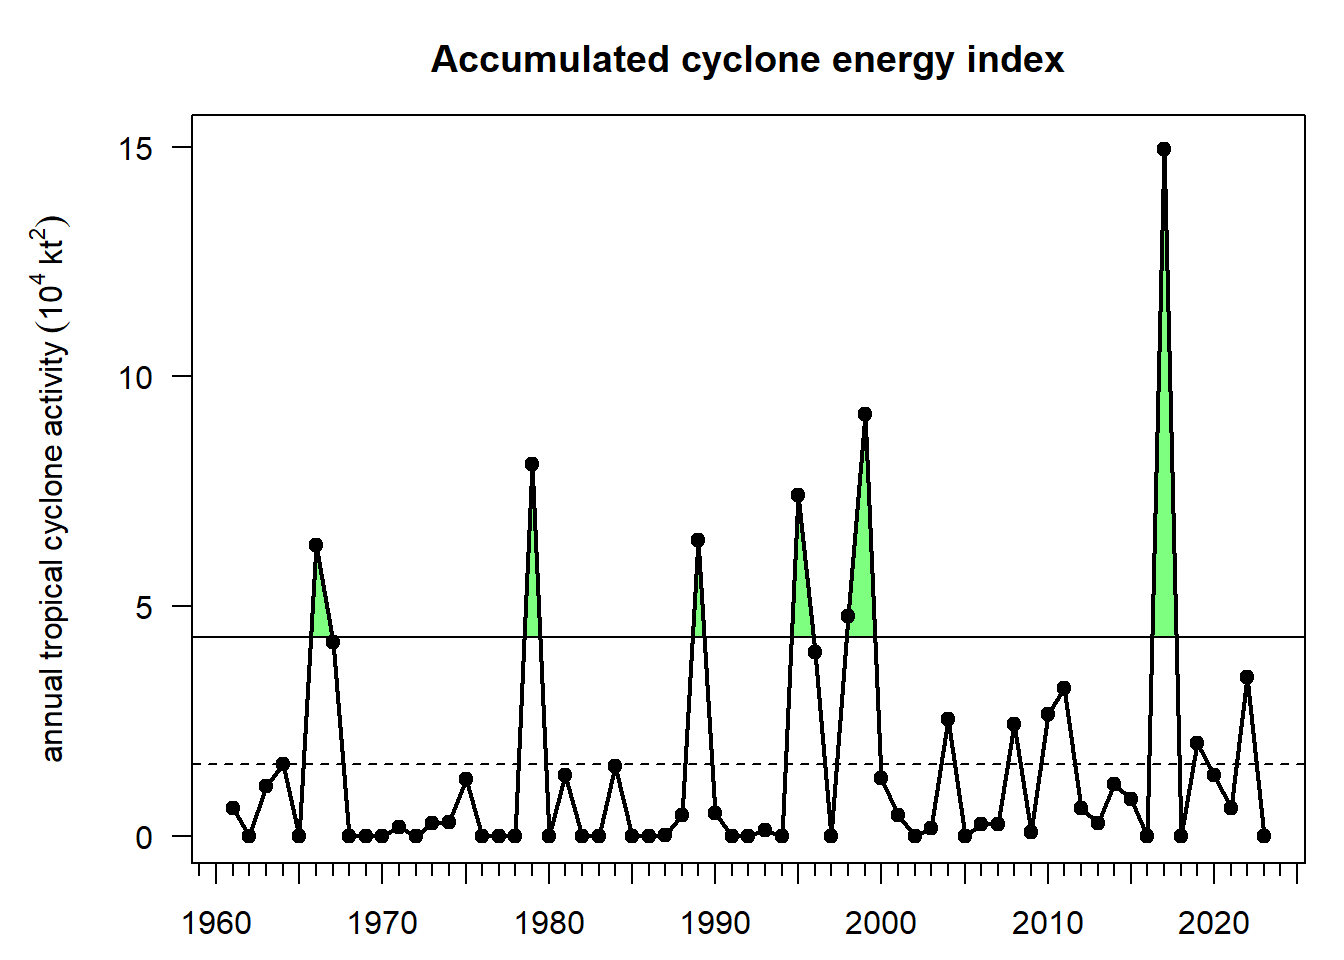 Accumulated cyclone energy index
annual tropical cyclone activity (10⁴ kt²)
15
10
5
0
1960 1970 1980 1990 2000 2010 2020